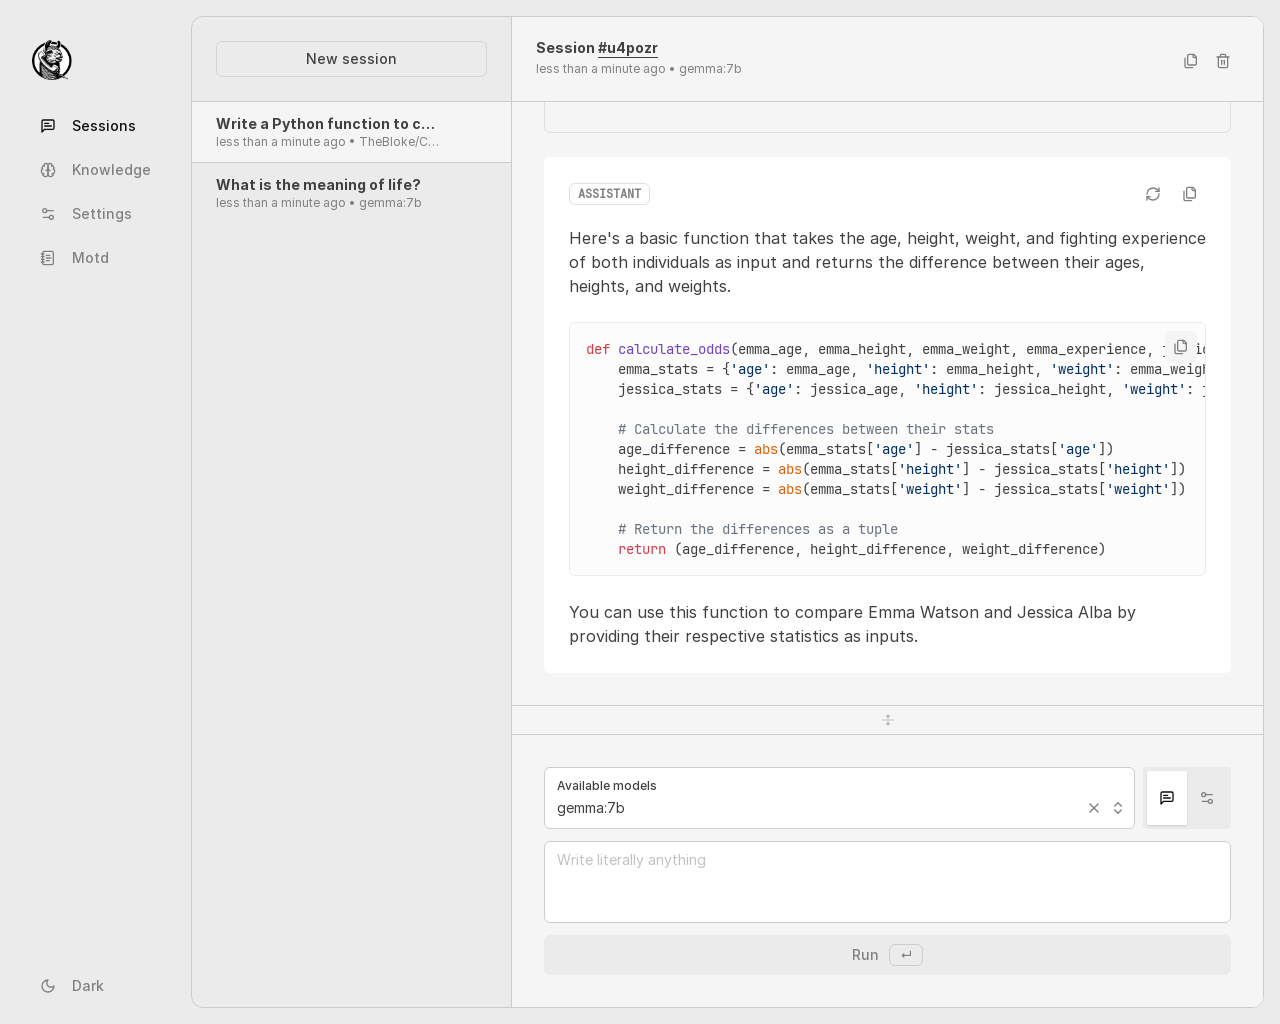 Sessions
Knowledge
Settings
Motd
Dark
New session
Write a Python function to c…
less than a minute ago • TheBloke/C…
What is the meaning of life?
less than a minute ago • gemma:7b
Session #u4pozr
less than a minute ago • gemma:7b
ASSISTANT
Here's a basic function that takes the age, height, weight, and fighting experience
of both individuals as input and returns the difference between their ages,
heights, and weights.
def calculate_odds(emma_age, emma_height, emma_weight, emma_experience,
    emma_stats = {'age': emma_age, 'height': emma_height, 'weight': emma_weigh
    jessica_stats = {'age': jessica_age, 'height': jessica_height, 'weight': j
    # Calculate the differences between their stats
    age_difference = abs(emma_stats['age'] - jessica_stats['age'])
    height_difference = abs(emma_stats['height'] - jessica_stats['height'])
    weight_difference = abs(emma_stats['weight'] - jessica_stats['weight'])
    # Return the differences as a tuple
    return (age_difference, height_difference, weight_difference)
You can use this function to compare Emma Watson and Jessica Alba by
providing their respective statistics as inputs.
Available models
gemma:7b
Write literally anything
Run